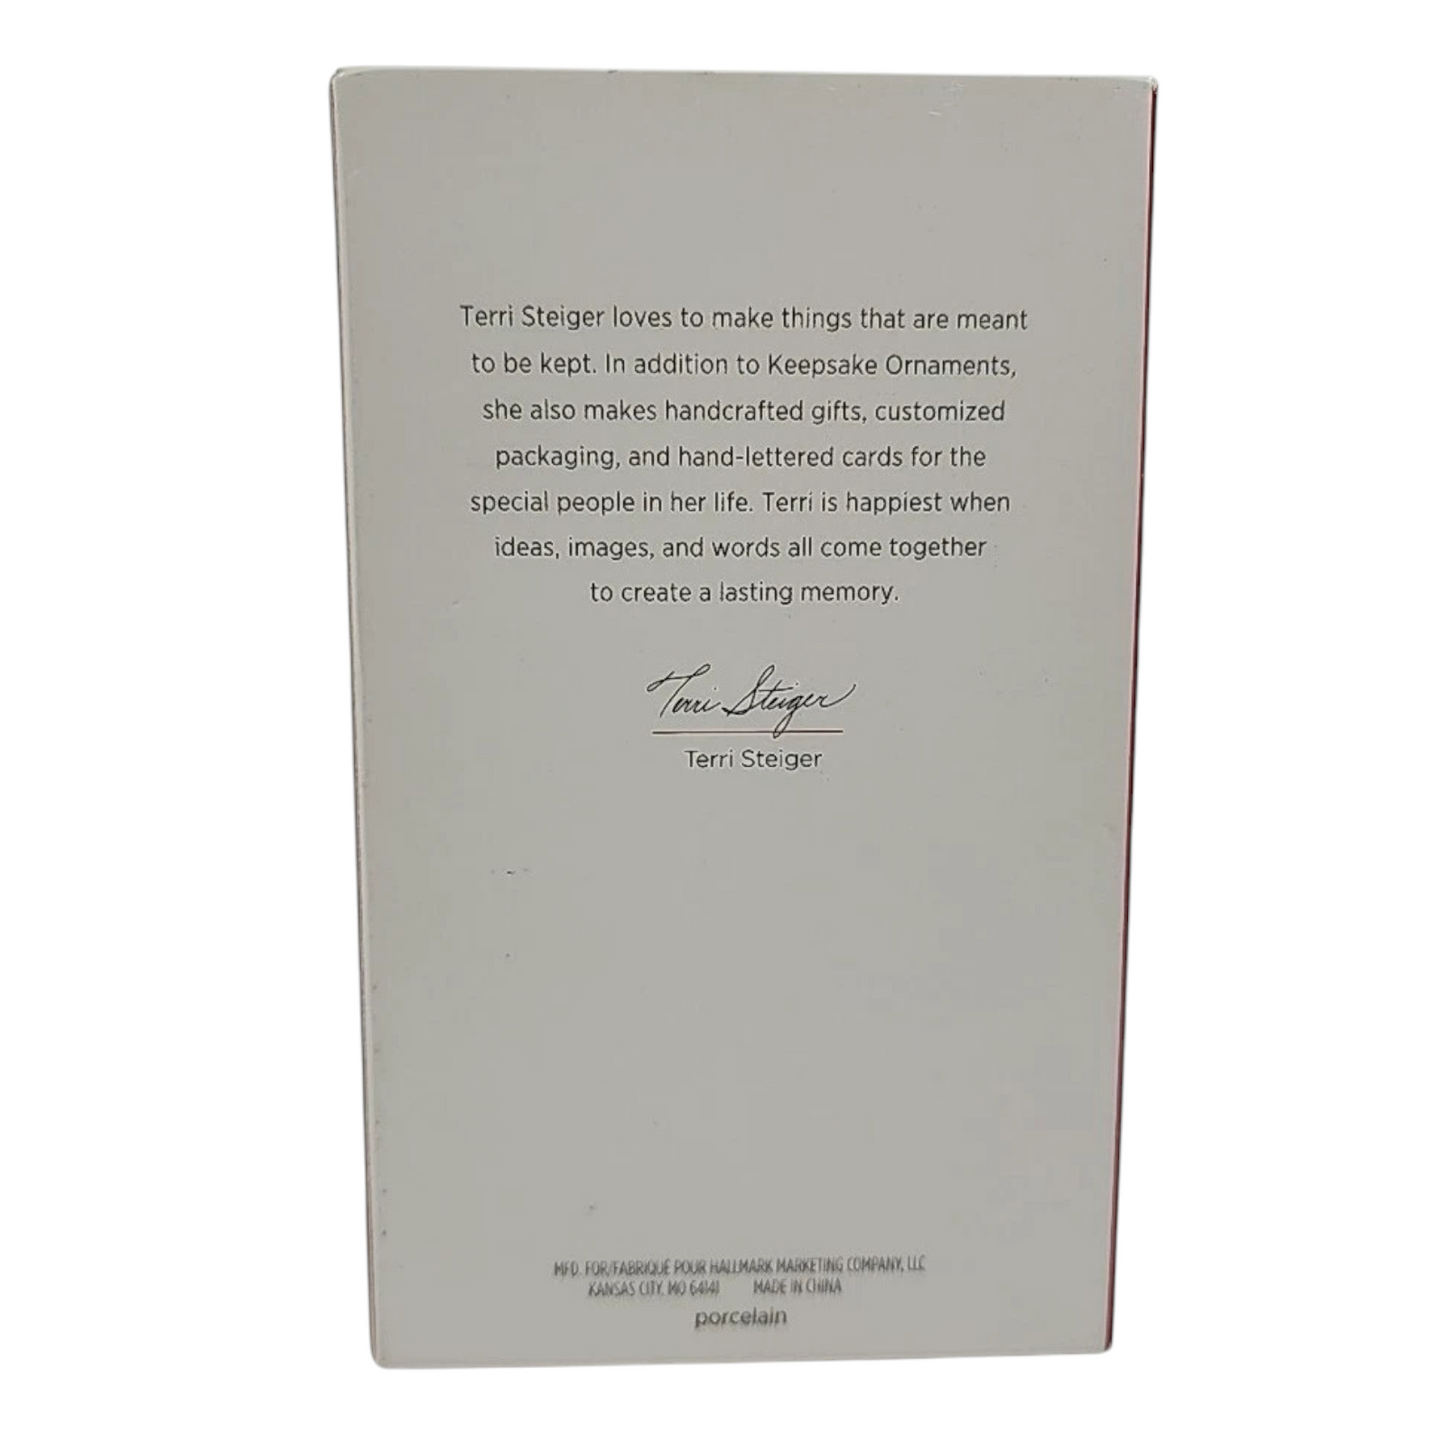 Terri Steiger loves to make things that are meant
to be kept. In addition to Keepsake Ornaments,
she also makes handcrafted gifts, customized
packaging, and hand-lettered cards for the
special people in her life. Terri is happiest when
ideas, images, and words all come together
to create a lasting memory.
Terri Steiger
Terri Steiger
MFD. FOR/FABRIQUÉ POUR HALLMARK MARKETING COMPANY, LLC
KANSAS CITY, MO 64141 MADE IN CHINA
porcelain